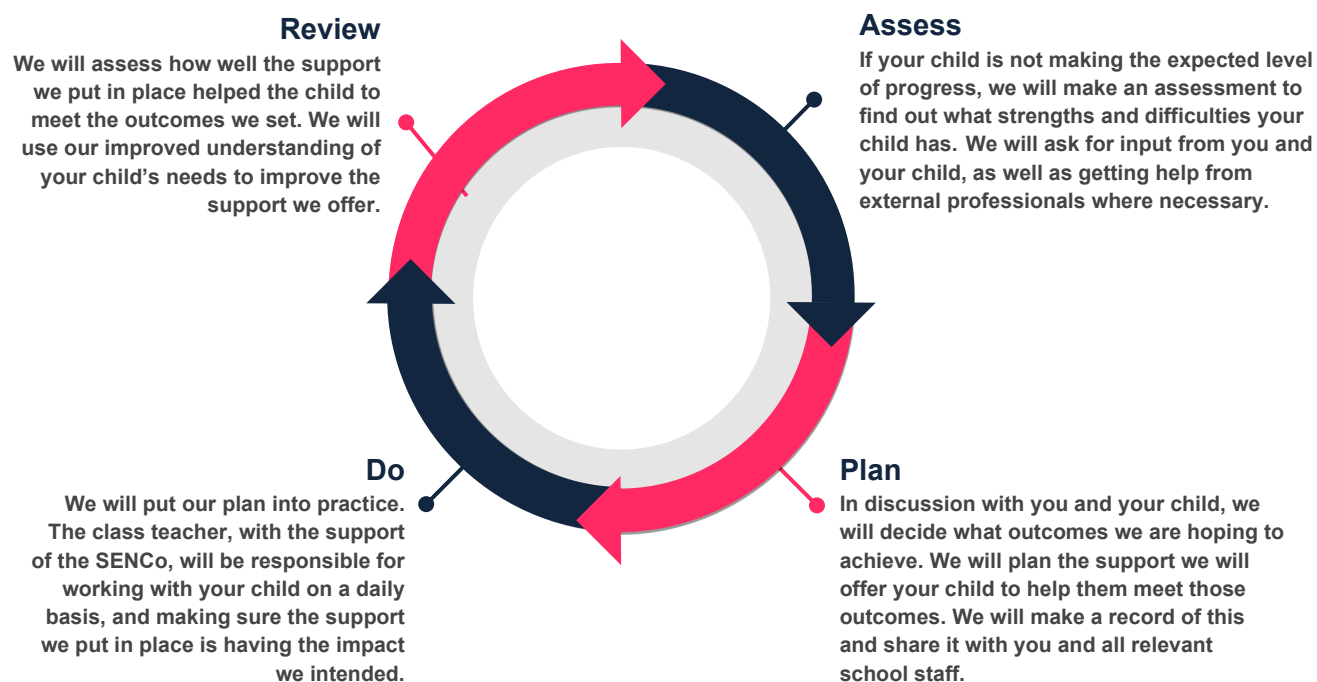 Review
We will assess how well the support
we put in place helped the child to
meet the outcomes we set. We will
use our improved understanding of
your child’s needs to improve the
support we offer.
Assess
If your child is not making the expected level
of progress, we will make an assessment to
find out what strengths and difficulties your
child has. We will ask for input from you and
your child, as well as getting help from
external professionals where necessary.
Do
We will put our plan into practice.
The class teacher, with the support
of the SENCo, will be responsible for
working with your child on a daily
basis, and making sure the support
we put in place is having the impact
we intended.
Plan
In discussion with you and your child, we
will decide what outcomes we are hoping to
achieve. We will plan the support we will
offer your child to help them meet those
outcomes. We will make a record of this
and share it with you and all relevant
school staff.